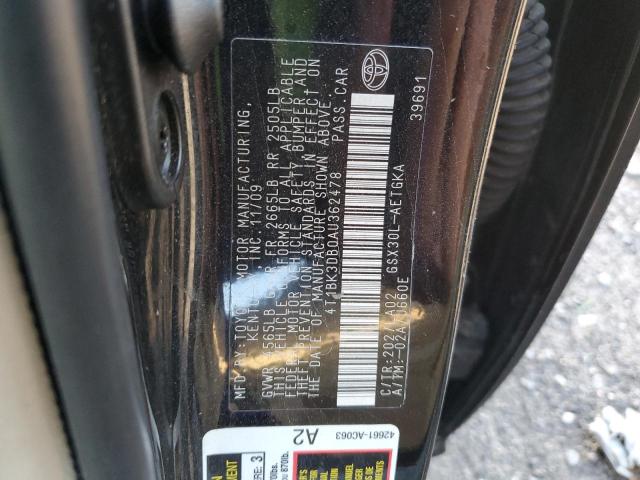 MFD. BY: TOYOTA MOTOR MANUFACTURING,
KENTUCKY, INC. 11/09
GVWR 4565LB GAWR FR 2665LB RR 2505LB
THIS VEHICLE CONFORMS TO ALL APPLICABLE
FEDERAL MOTOR VEHICLE SAFETY, BUMPER, AND
THEFT PREVENTION STANDARDS IN EFFECT ON
THE DATE OF MANUFACTURE SHOWN ABOVE.
4T1BK3DB0AU362478 PASS. CAR
C/TR:202/LA02 GSX30L-AETGKA
A/TM:-02A/U660E 39691
42661-AC063
A2